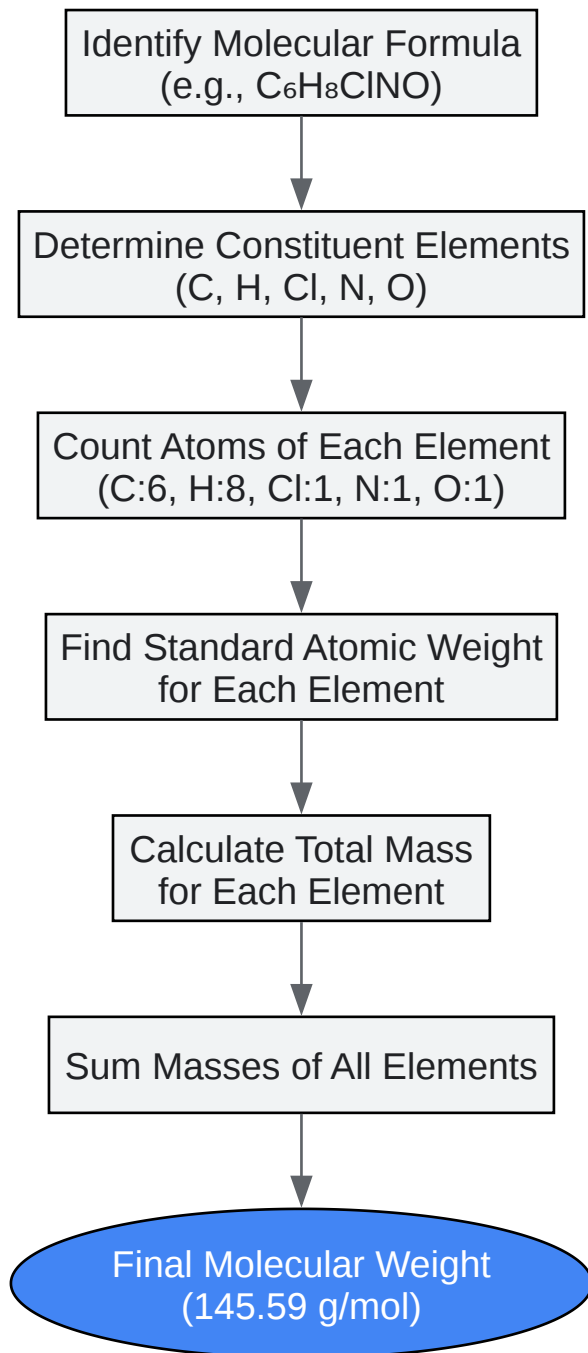 Identify Molecular Formula
(e.g., C₆H₈ClNO)
Determine Constituent Elements
(C, H, Cl, N, O)
Count Atoms of Each Element
(C:6, H:8, Cl:1, N:1, O:1)
Find Standard Atomic Weight
for Each Element
Calculate Total Mass
for Each Element
Sum Masses of All Elements
Final Molecular Weight
(145.59 g/mol)